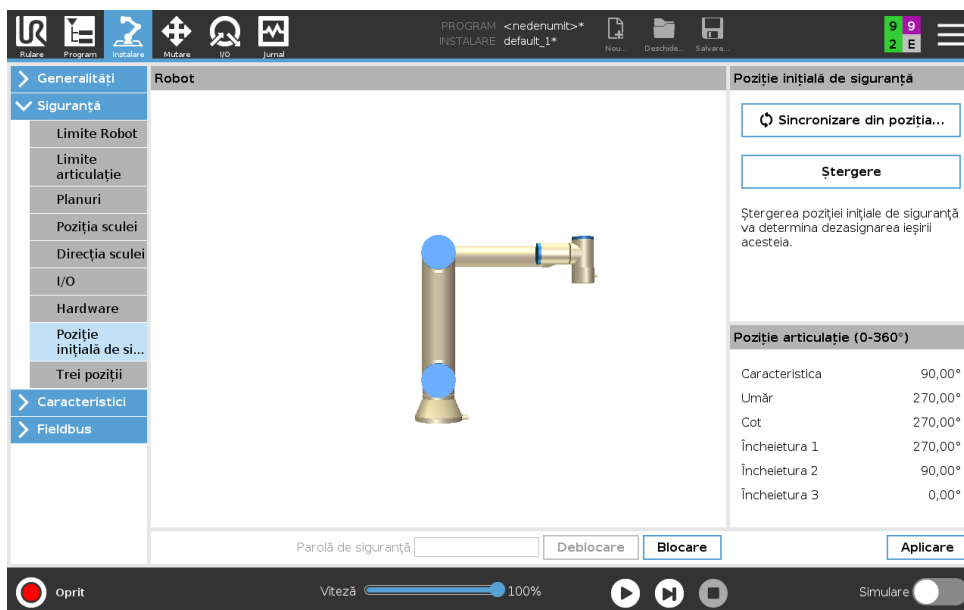 PROGRAM <nedenumit>*
INSTALARE default_1*
Rulare
Program
Instalare
Mutare
I/O
Jurnal
Nou...
Deschide...
Salvare...
9 9
2 E
Generalități
Siguranță
Limite Robot
Limite
articulație
Planuri
Poziția sculei
Direcția sculei
I/O
Hardware
Poziție
inițială de si...
Trei poziții
Caracteristici
Fieldbus
Robot
Poziție inițială de siguranță
Sincronizare din poziția...
Ștergere
Ștergerea poziției inițiale de siguranță
va determina dezasignarea ieșirii
acesteia.
Poziție articulație (0-360°)
Caracteristica 90,00°
Umăr 270,00°
Cot 270,00°
Încheietura 1 270,00°
Încheietura 2 90,00°
Încheietura 3 0,00°
Parolă de siguranță
Deblocare
Blocare
Aplicare
Oprit
Viteză
100%
Simulare